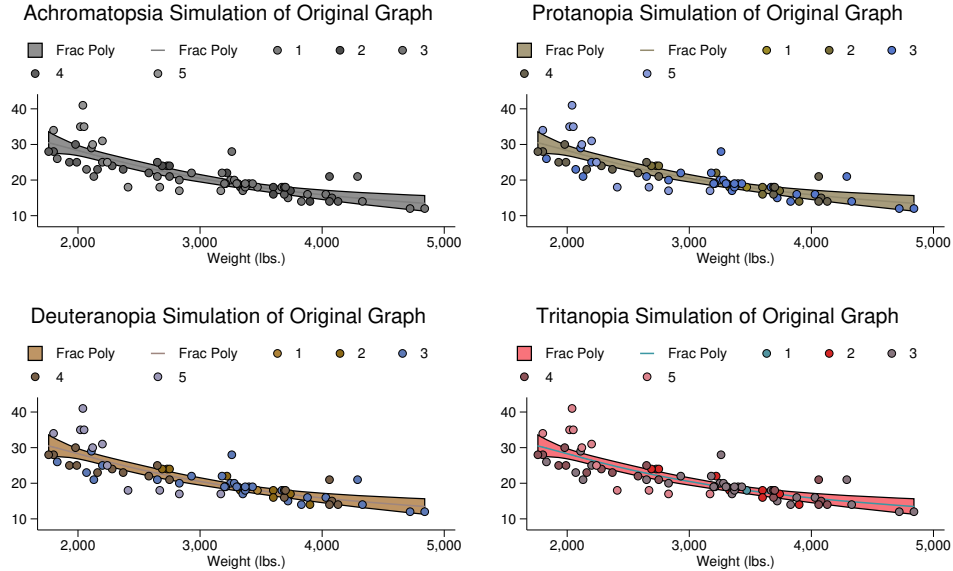 Achromatopsia Simulation of Original Graph
Frac Poly Frac Poly 1 2 3
4 5
40
30
20
10
2,000 3,000 4,000 5,000
Weight (lbs.)
Protanopia Simulation of Original Graph
Frac Poly Frac Poly 1 2 3
4 5
40
30
20
10
2,000 3,000 4,000 5,000
Weight (lbs.)
Deuteranopia Simulation of Original Graph
Frac Poly Frac Poly 1 2 3
4 5
40
30
20
10
2,000 3,000 4,000 5,000
Weight (lbs.)
Tritanopia Simulation of Original Graph
Frac Poly Frac Poly 1 2 3
4 5
40
30
20
10
2,000 3,000 4,000 5,000
Weight (lbs.)